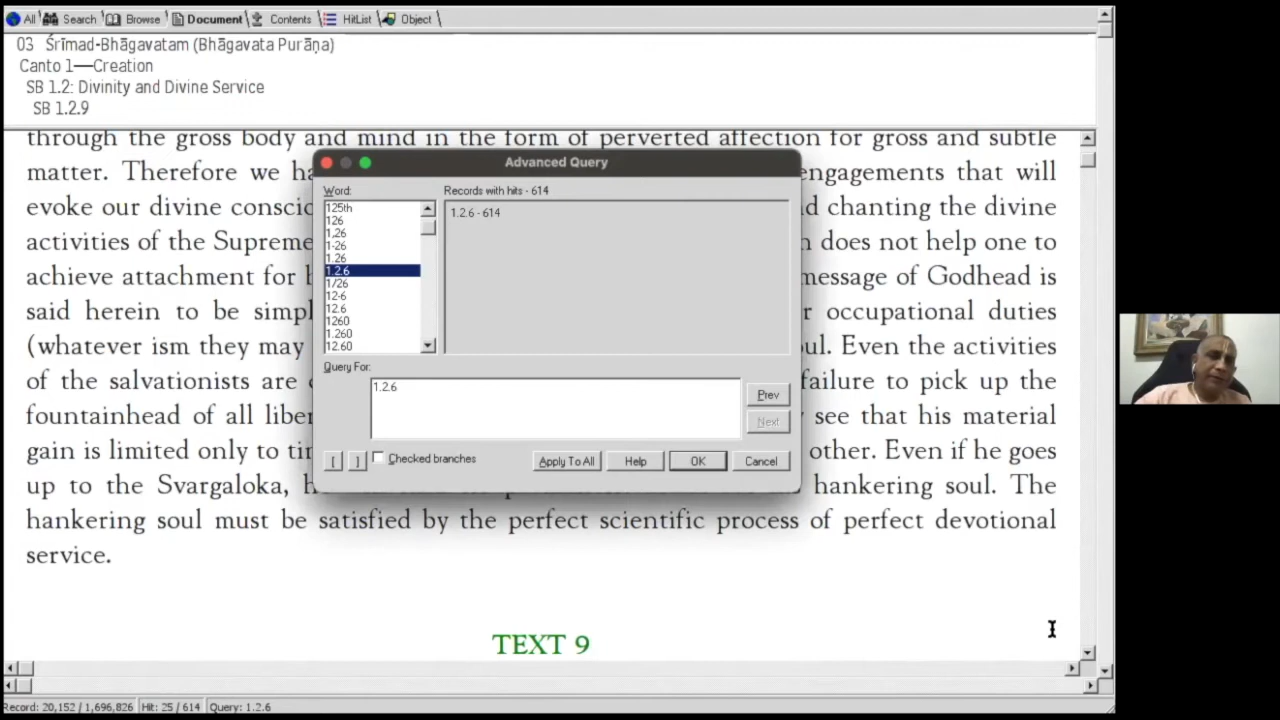 All Search Browse Document Contents HitList Object
03 Śrīmad-Bhāgavatam (Bhāgavata Purāṇa)
Canto 1—Creation
SB 1.2: Divinity and Divine Service
SB 1.2.9
through the gross body and mind in the form of perverted affection for gross and subtle
matter. Therefore we ha engagements that will
evoke our divine consci d chanting the divine
activities of the Supreme n does not help one to
achieve attachment for message of Godhead is
said herein to be simpl r occupational duties
(whatever ism they may ul. Even the activities
of the salvationists are failure to pick up the
fountainhead of all liber see that his material
gain is limited only to ti other. Even if he goes
up to the Svargaloka, h hankering soul. The
hankering soul must be satisfied by the perfect scientific process of perfect devotional
service.
TEXT 9
Advanced Query
Word:
125th
126
1,26
1-26
1.26
1.2.6
1/26
12-6
12.6
1260
1.260
12.60
Records with hits - 614
1.2.6 - 614
Query For:
1.2.6
Prev
Next
[ ] Checked branches Apply To All Help OK Cancel
Record: 20,152 / 1,696,826 Hit: 25 / 614 Query: 1.2.6